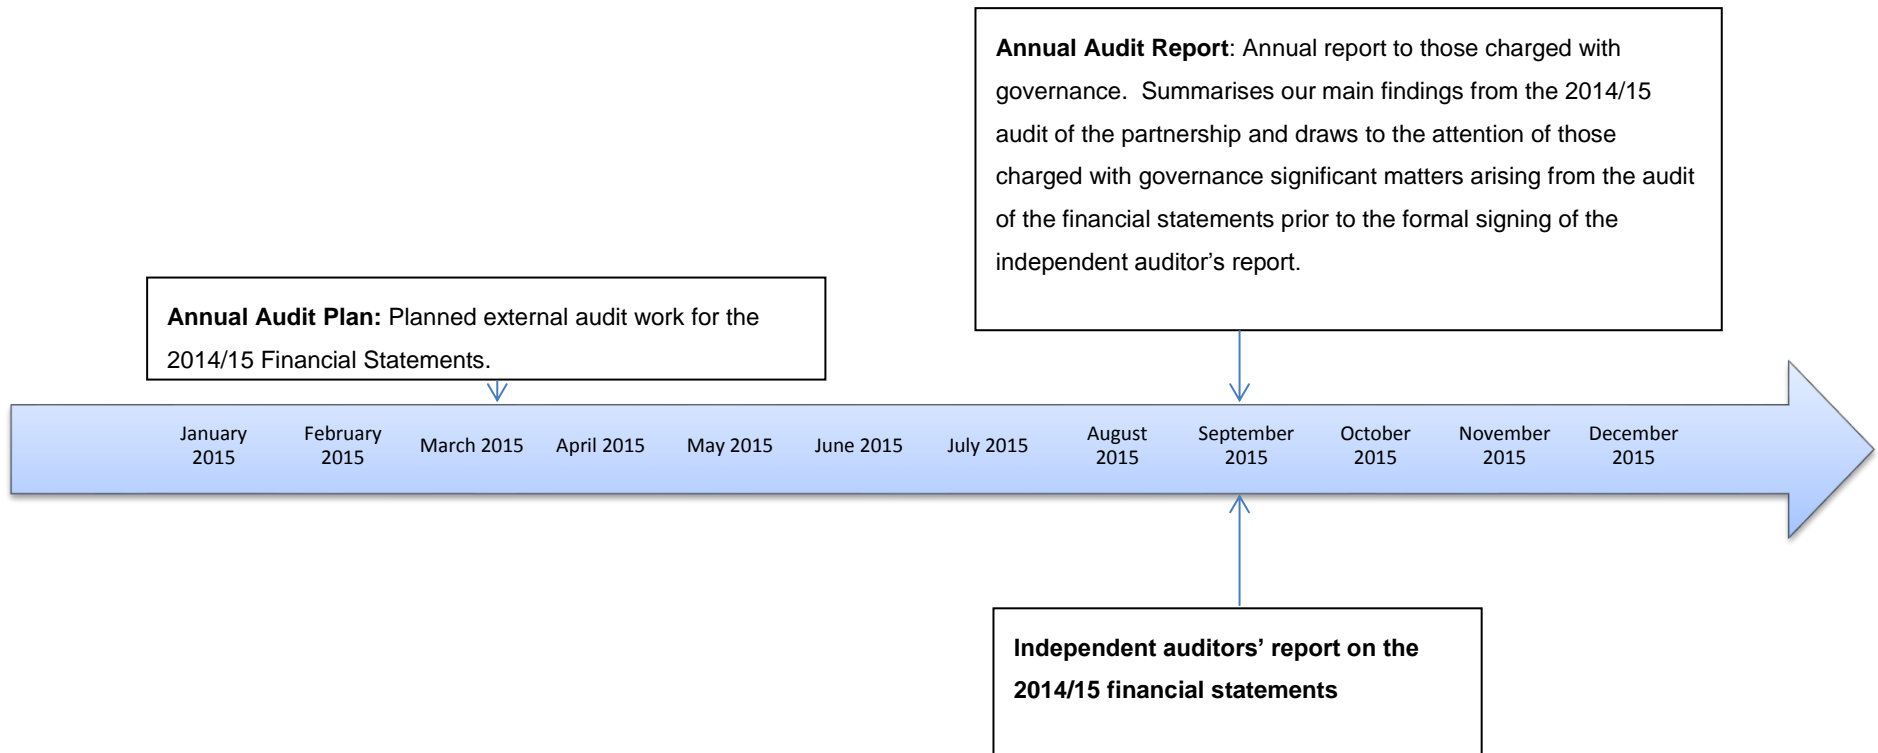 Annual Audit Report: Annual report to those charged with
governance.  Summarises our main findings from the 2014/15
audit of the partnership and draws to the attention of those
charged with governance significant matters arising from the audit
of the financial statements prior to the formal signing of the
independent auditor’s report.
Annual Audit Plan: Planned external audit work for the
2014/15 Financial Statements.
January
2015
February
2015
March 2015
April 2015
May 2015
June 2015
July 2015
August
2015
September
2015
October
2015
November
2015
December
2015
Independent auditors’ report on the
2014/15 financial statements